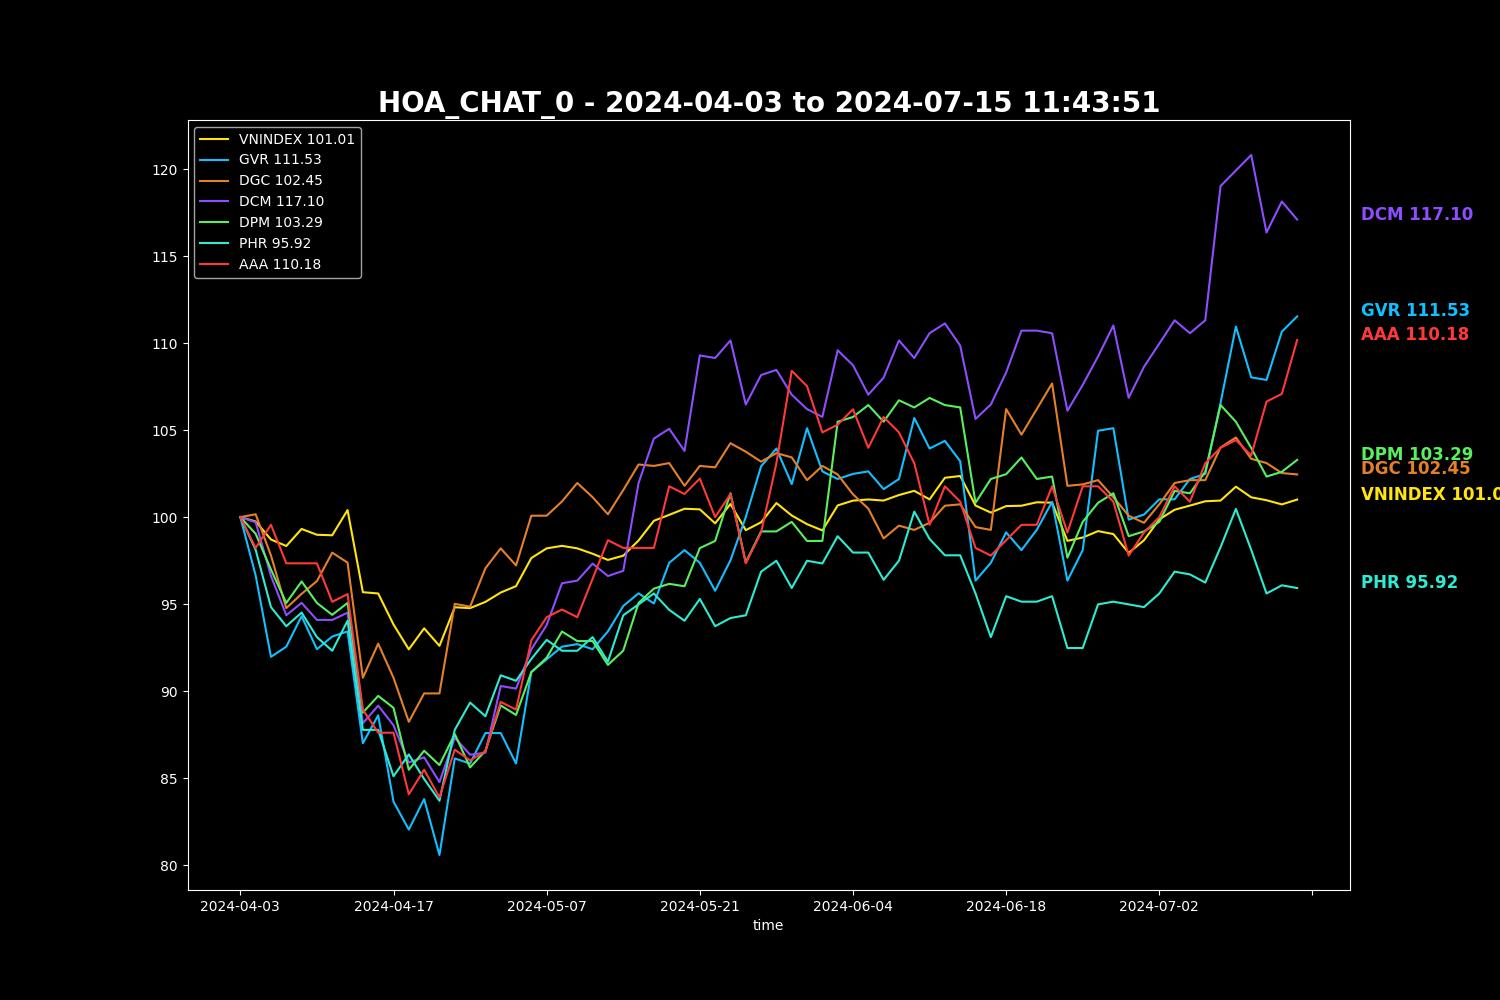 HOA_CHAT_0 - 2024-04-03 to 2024-07-15 11:43:51
VNINDEX 101.01
GVR 111.53
DGC 102.45
DCM 117.10
DPM 103.29
PHR 95.92
AAA 110.18
120
115
110
105
100
95
90
85
80
DCM 117.10
GVR 111.53
AAA 110.18
DPM 103.29
DGC 102.45
VNINDEX 101.0
PHR 95.92
2024-04-03 2024-04-17 2024-05-07 2024-05-21 2024-06-04 2024-06-18 2024-07-02
time